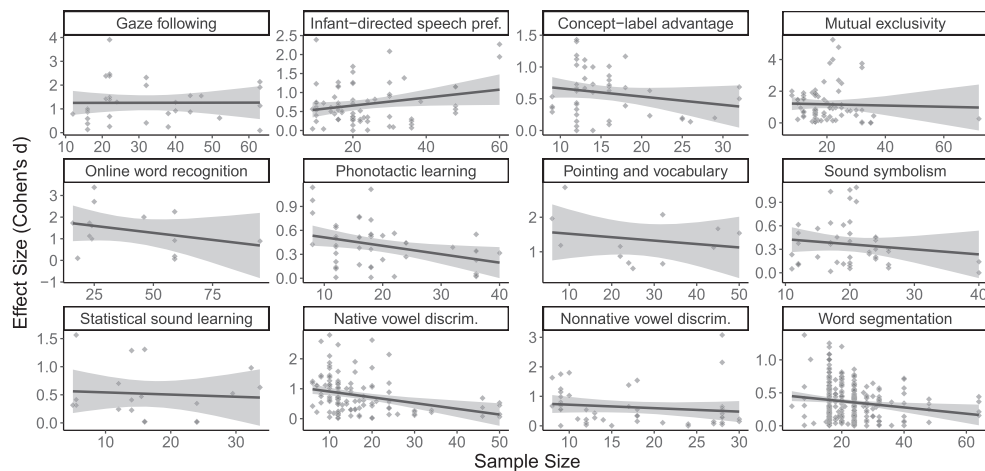 Gaze following
Infant-directed speech pref.
Concept−label advantage
Mutual exclusivity
4
3
2
1
0
10 20 30 40 50 60
2.5
2.0
1.5
1.0
0.5
0.0
20 40 60
1.5
1.0
0.5
0.0
10 15 20 25 30
4
2
0
20 40 60
Online word recognition
Phonotactic learning
Pointing and vocabulary
Sound symbolism
3
2
1
0
−1
25 50 75
0.9
0.6
0.3
0.0
10 20 30 40
2
1
10 20 30 40 50
0.9
0.6
0.3
0.0
10 20 30 40
Statistical sound learning
Native vowel discrim.
Nonnative vowel discrim.
Word segmentation
1.5
1.0
0.5
0.0
10 20 30
2
1
0
10 20 30 40 50
3
2
1
0
10 15 20 25 30
1.0
0.5
0.0
20 40 60
Effect Size (Cohen's d)
Sample Size